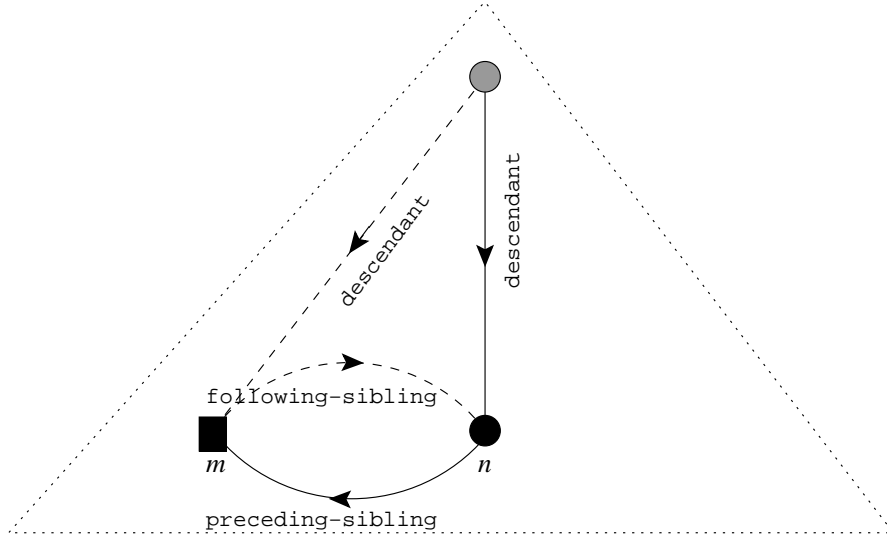 descendant
descendant
following-sibling
m
n
preceding-sibling